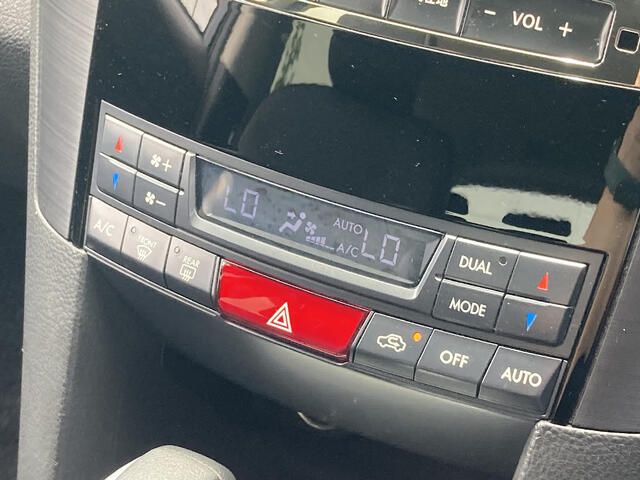 - VOL +
+
-
LO
AUTO
A/C
LO
DUAL
MODE
A/C
FRONT
REAR
OFF
AUTO